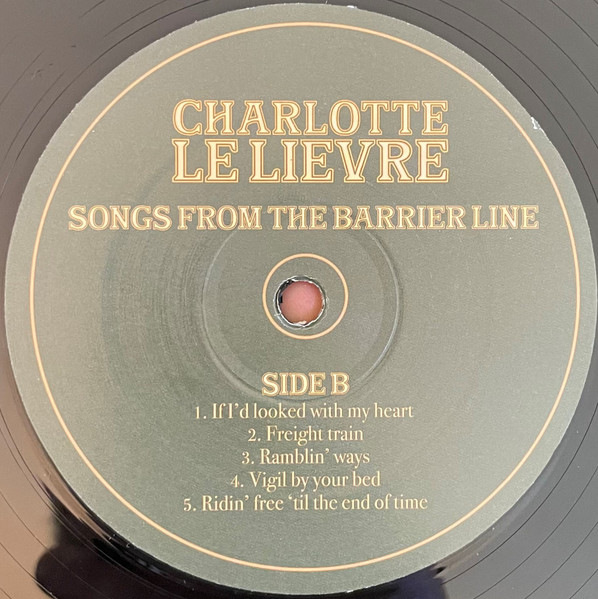 CHARLOTTE
LE LIEVRE
SONGS FROM THE BARRIER LINE
SIDE B
1. If I'd looked with my heart
2. Freight train
3. Ramblin' ways
4. Vigil by your bed
5. Ridin' free ‘til the end of time